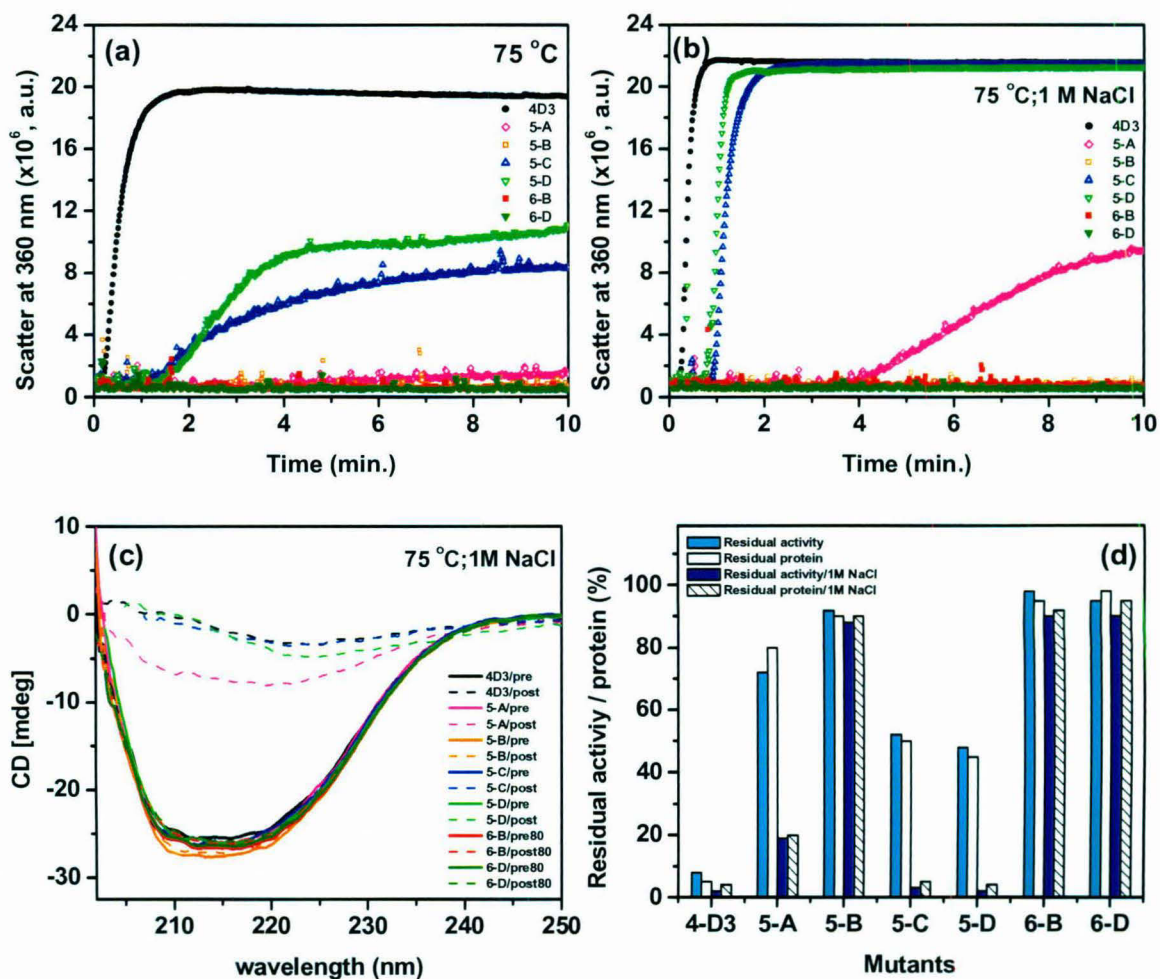 (a)
75 °C
Scatter at 360 nm (x10⁶, a.u.)
24
20
16
12
8
4
0
4D3
5-A
5-B
5-C
5-D
6-B
6-D
0
2
4
6
8
10
Time (min.)
(b)
75 °C;1 M NaCl
Scatter at 360 nm (x10⁶, a.u.)
24
20
16
12
8
4
0
4D3
5-A
5-B
5-C
5-D
6-B
6-D
0
2
4
6
8
10
Time (min.)
(c)
75 °C;1M NaCl
CD [mdeg]
10
0
-10
-20
-30
4D3/pre
4D3/post
5-A/pre
5-A/post
5-B/pre
5-B/post
5-C/pre
5-C/post
5-D/pre
5-D/post
6-B/pre80
6-B/post80
6-D/pre80
6-D/post80
210
220
230
240
250
wavelength (nm)
(d)
Residual activiy / protein (%)
100
80
60
40
20
0
Residual activity
Residual protein
Residual activity/1M NaCl
Residual protein/1M NaCl
4-D3
5-A
5-B
5-C
5-D
6-B
6-D
Mutants